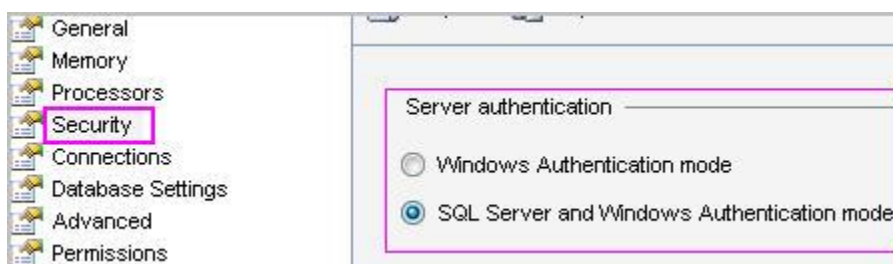 General
Memory
Processors
Security
Connections
Database Settings
Advanced
Permissions
Server authentication
Windows Authentication mode
SQL Server and Windows Authentication mode